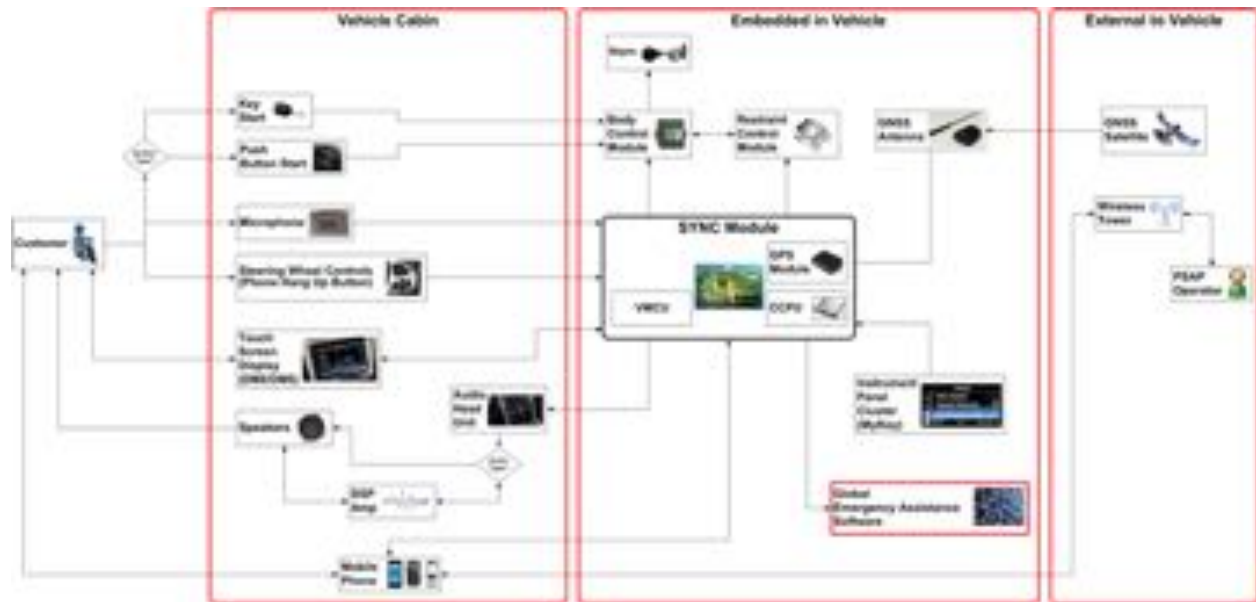 Vehicle Cabin
Embedded in Vehicle
External to Vehicle
Horn
Key
Start
Body
Control
Module
Restraint
Control
Module
GNSS
Antenna
GNSS
Satellite
Push
Button Start
Wireless
Tower
Microphone
SYNC Module
Customer
GPS
Module
Steering Wheel Controls
(Phone Hang Up Button)
PSAP
Operator
VMCU
CCPU
Touch
Screen
Display
Instrument
Panel
Cluster
(MyKey)
Audio
Head
Unit
Speakers
DSP
Amp
Global
Emergency Assistance
Software
Mobile
Phone